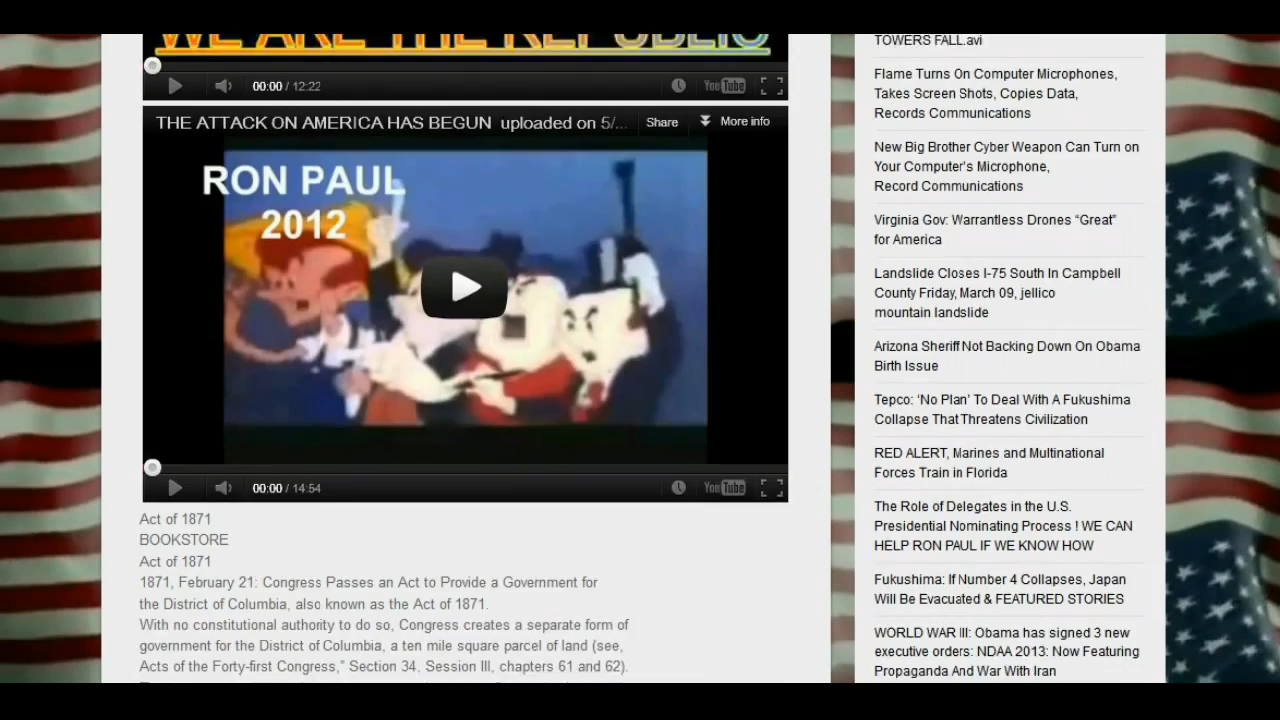 WE ARE THE REPUBLIC
00:00 / 12:22
YouTube
THE ATTACK ON AMERICA HAS BEGUN uploaded on 5/...
Share
More info
RON PAUL
2012
00:00 / 14:54
YouTube
Act of 1871
BOOKSTORE
Act of 1871
1871, February 21: Congress Passes an Act to Provide a Government for
the District of Columbia, also known as the Act of 1871.
With no constitutional authority to do so, Congress creates a separate form of
government for the District of Columbia, a ten mile square parcel of land (see,
Acts of the Forty-first Congress,” Section 34, Session III, chapters 61 and 62).
TOWERS FALL.avi
Flame Turns On Computer Microphones,
Takes Screen Shots, Copies Data,
Records Communications
New Big Brother Cyber Weapon Can Turn on
Your Computer's Microphone,
Record Communications
Virginia Gov: Warrantless Drones “Great”
for America
Landslide Closes I-75 South In Campbell
County Friday, March 09, jellico
mountain landslide
Arizona Sheriff Not Backing Down On Obama
Birth Issue
Tepco: ‘No Plan’ To Deal With A Fukushima
Collapse That Threatens Civilization
RED ALERT, Marines and Multinational
Forces Train in Florida
The Role of Delegates in the U.S.
Presidential Nominating Process ! WE CAN
HELP RON PAUL IF WE KNOW HOW
Fukushima: If Number 4 Collapses, Japan
Will Be Evacuated & FEATURED STORIES
WORLD WAR III: Obama has signed 3 new
executive orders: NDAA 2013: Now Featuring
Propaganda And War With Iran